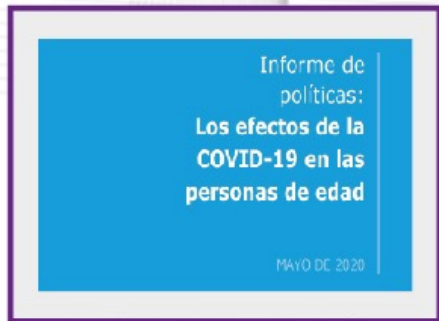 Informe de
políticas:
Los efectos de la
COVID-19 en las
personas de edad
MAYO DE 2020